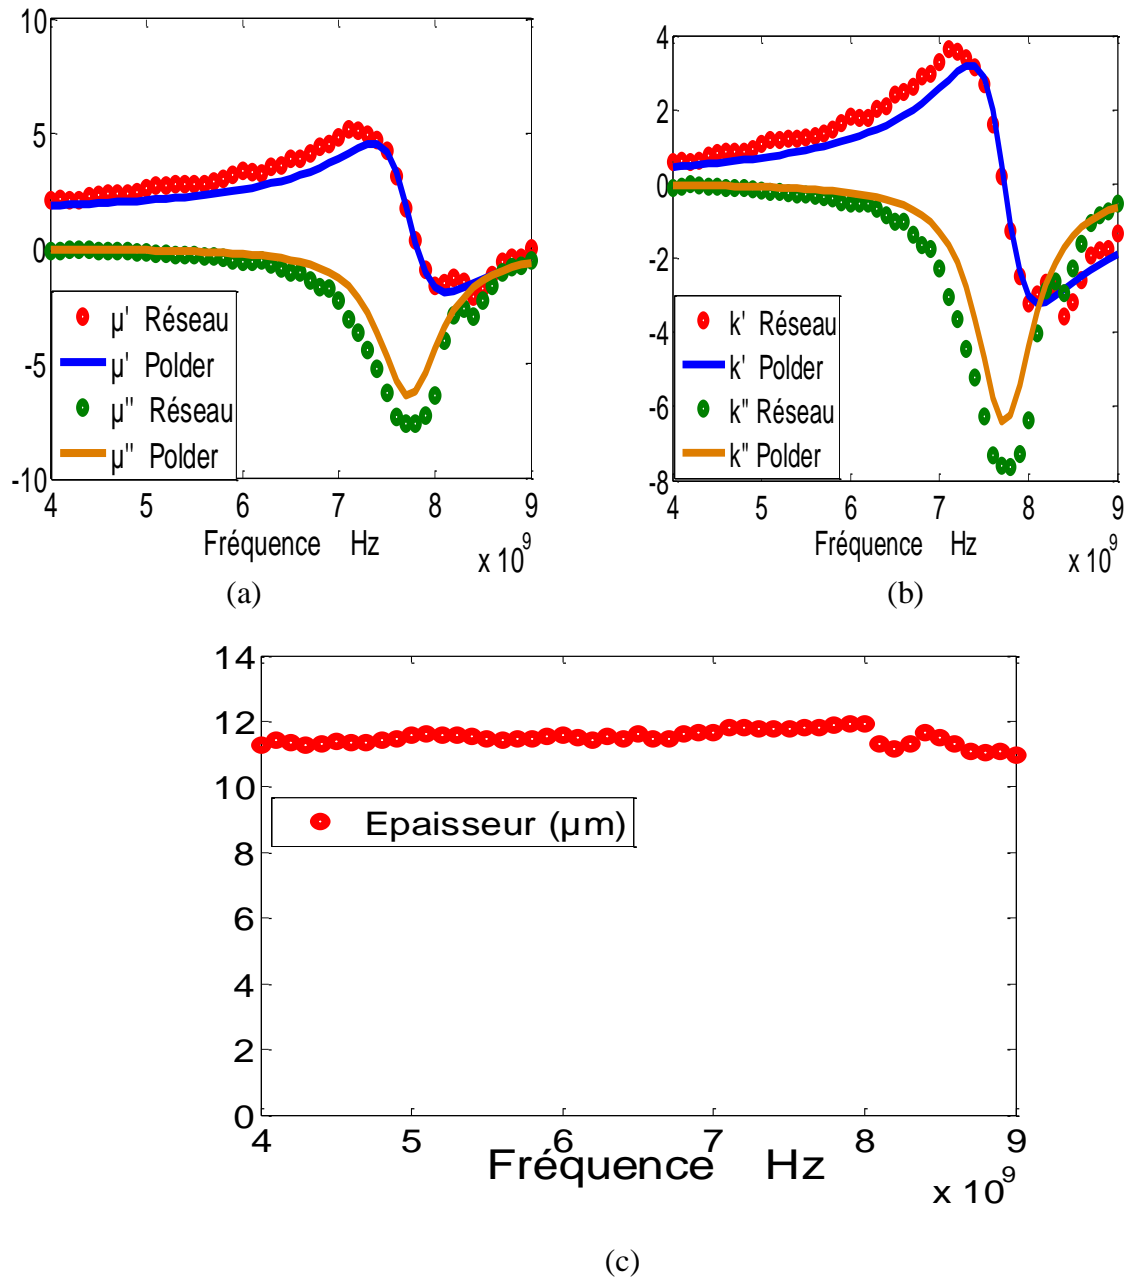 10
5
0
-5
-10
µ' Réseau
µ' Polder
µ'' Réseau
µ'' Polder
4 5 6 7 8 9
Fréquence Hz
x 10^9
(a)
4
2
0
-2
-4
-6
-8
k' Réseau
k' Polder
k" Réseau
k" Polder
4 5 6 7 8 9
Fréquence Hz
x 10^9
(b)
14
12
10
8
6
4
2
0
Epaisseur (µm)
4 5 6 7 8 9
Fréquence Hz
x 10^9
(c)